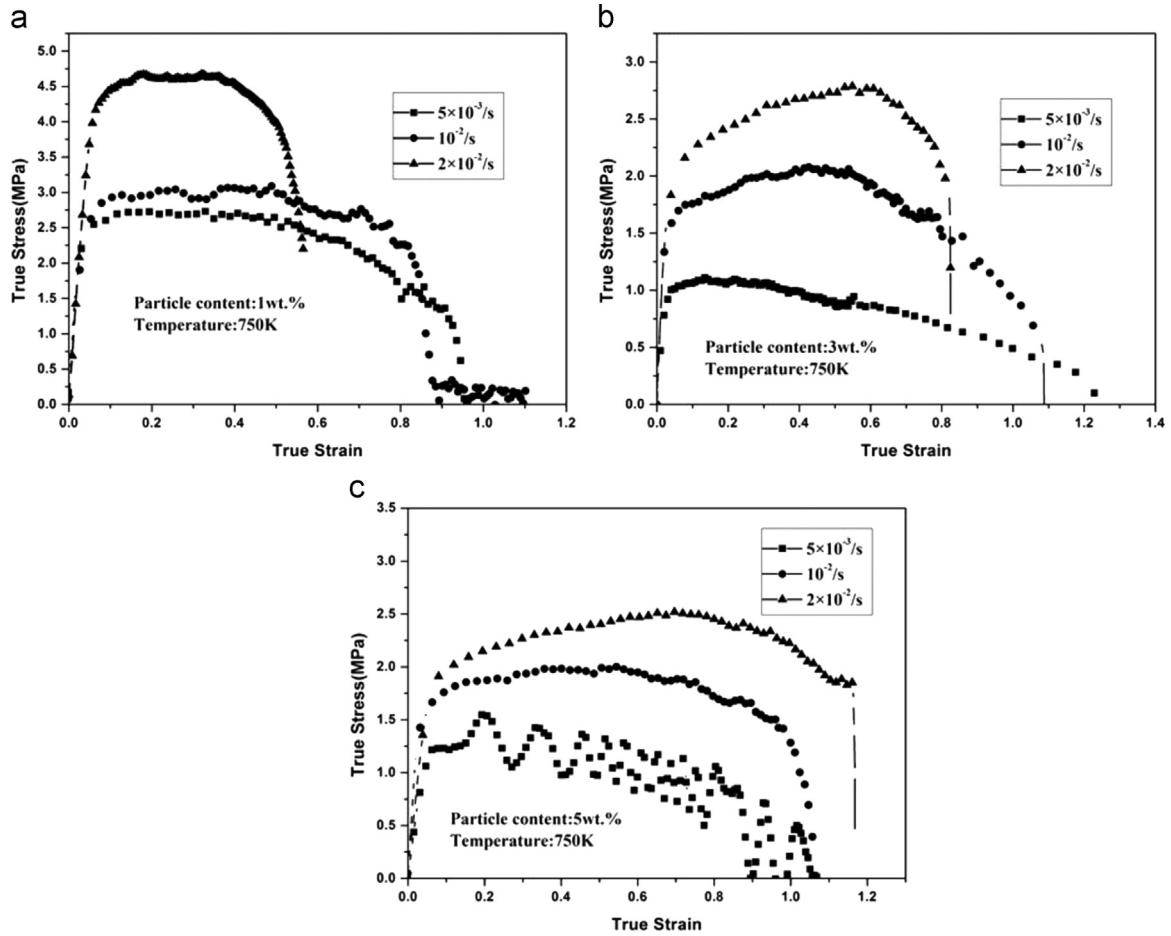 a
5.0
4.5
4.0
3.5
3.0
2.5
2.0
1.5
1.0
0.5
0.0
True Stress(MPa)
5×10⁻³/s
10⁻²/s
2×10⁻²/s
Particle content:1wt.%
Temperature:750K
0.0 0.2 0.4 0.6 0.8 1.0 1.2
True Strain
b
3.0
2.5
2.0
1.5
1.0
0.5
0.0
True Stress(MPa)
5×10⁻³/s
10⁻²/s
2×10⁻²/s
Particle content:3wt.%
Temperature:750K
0.0 0.2 0.4 0.6 0.8 1.0 1.2 1.4
True Strain
c
3.5
3.0
2.5
2.0
1.5
1.0
0.5
0.0
True Stress(MPa)
5×10⁻³/s
10⁻²/s
2×10⁻²/s
Particle content:5wt.%
Temperature:750K
0.0 0.2 0.4 0.6 0.8 1.0 1.2
True Strain